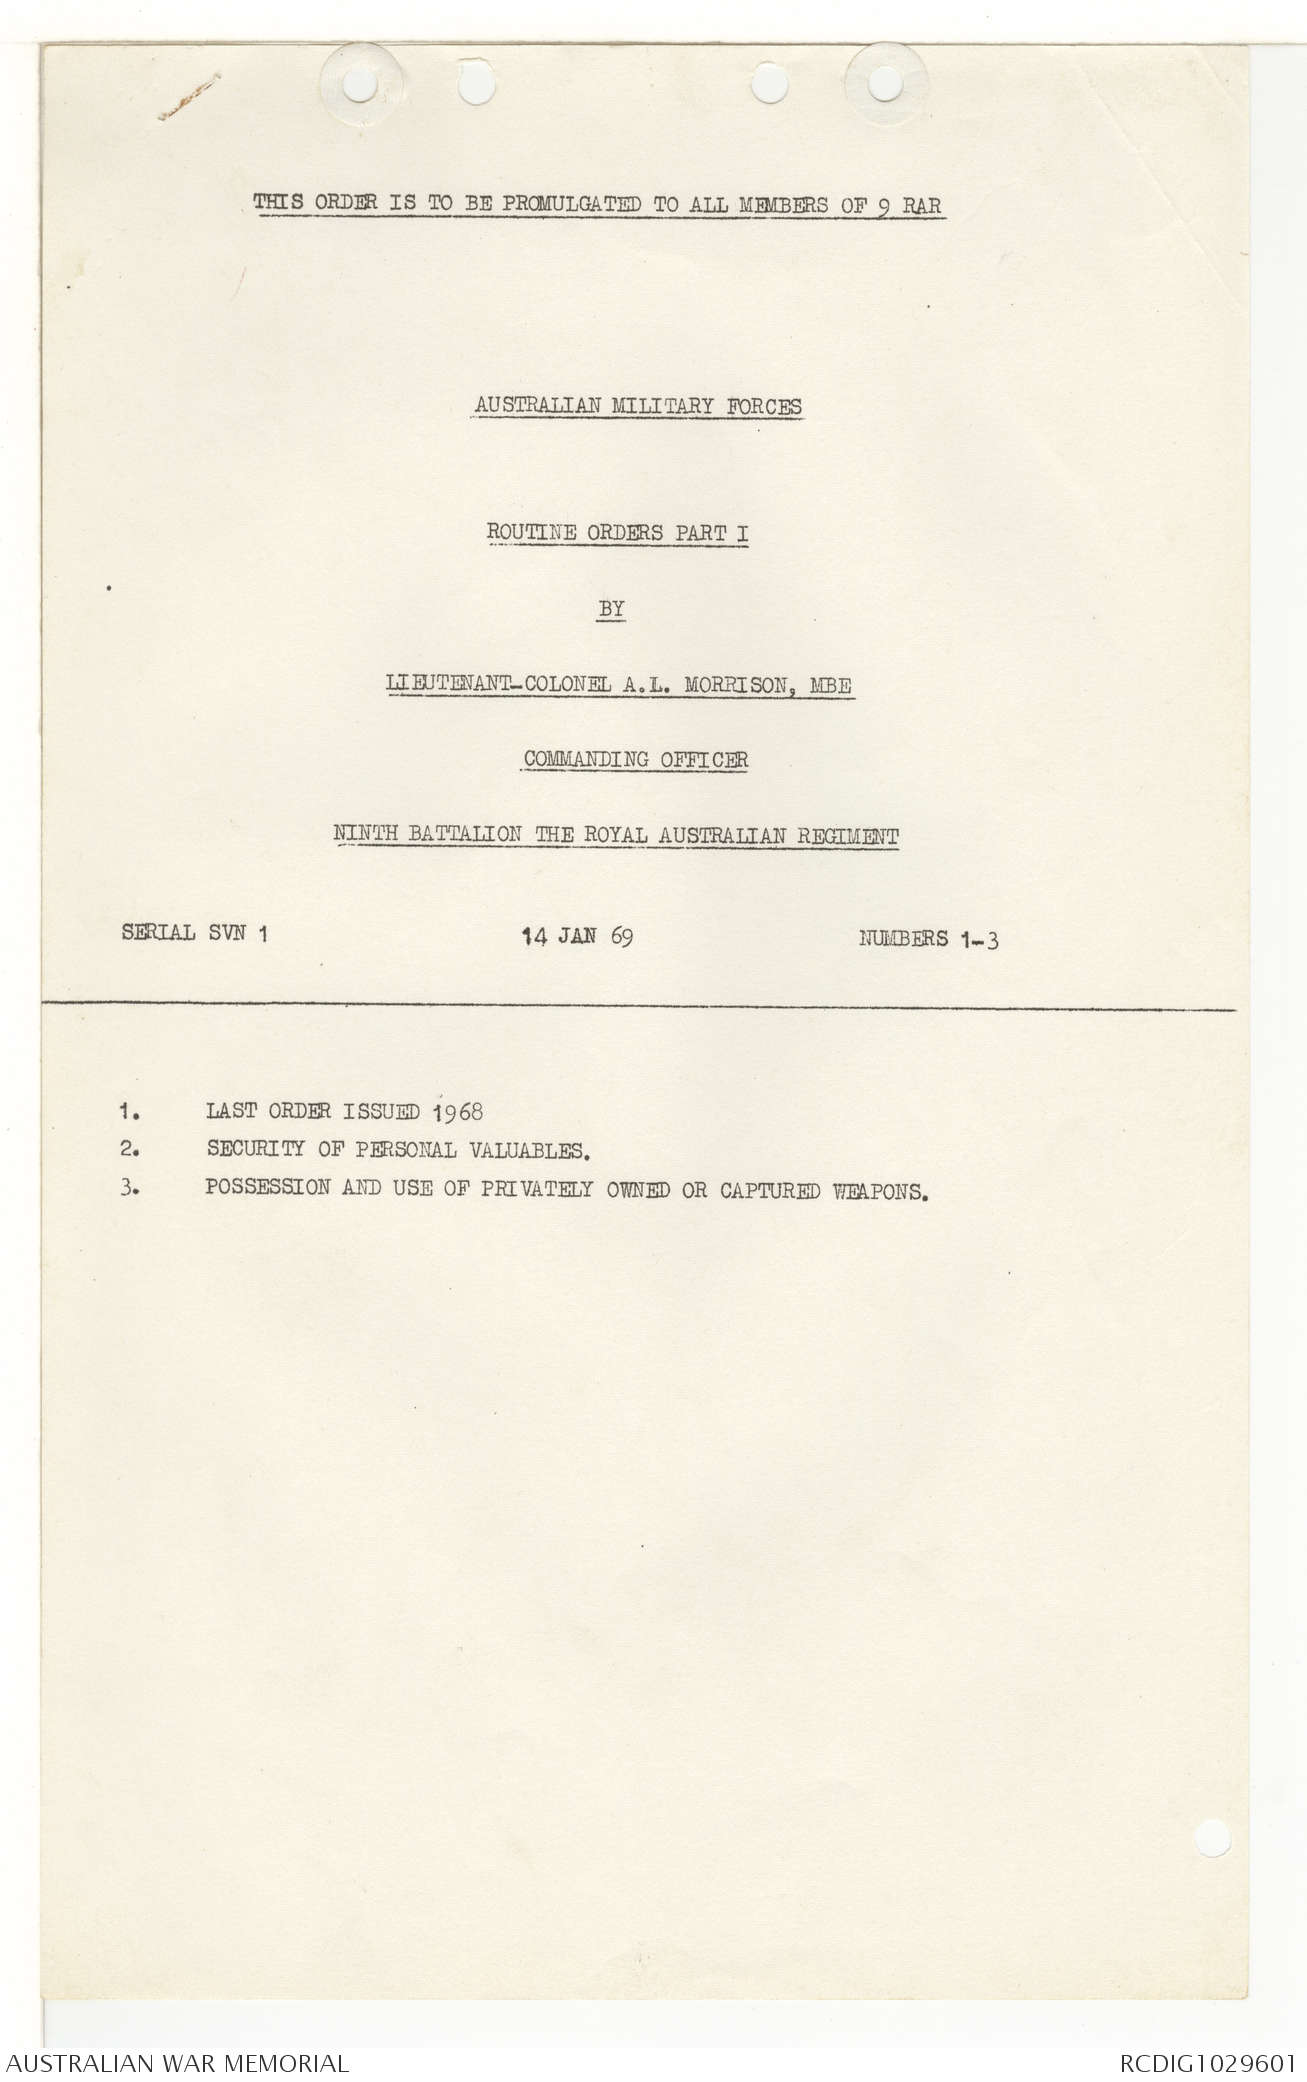 THIS ORDER IS TO BE PROMULGATED TO ALL MEMBERS OF 9 RAR
AUSTRALIAN MILITARY FORCES
ROUTINE ORDERS PART I
BY
LIEUTENANT-COLONEL A.L. MORRISON, MBE
COMMANDING OFFICER
NINTH BATTALION THE ROYAL AUSTRALIAN REGIMENT
SERIAL SVN 1 14 JAN 69 NUMBERS 1-3
1. LAST ORDER ISSUED 1968
2. SECURITY OF PERSONAL VALUABLES.
3. POSSESSION AND USE OF PRIVATELY OWNED OR CAPTURED WEAPONS.
AUSTRALIAN WAR MEMORIAL RCDIG1029601